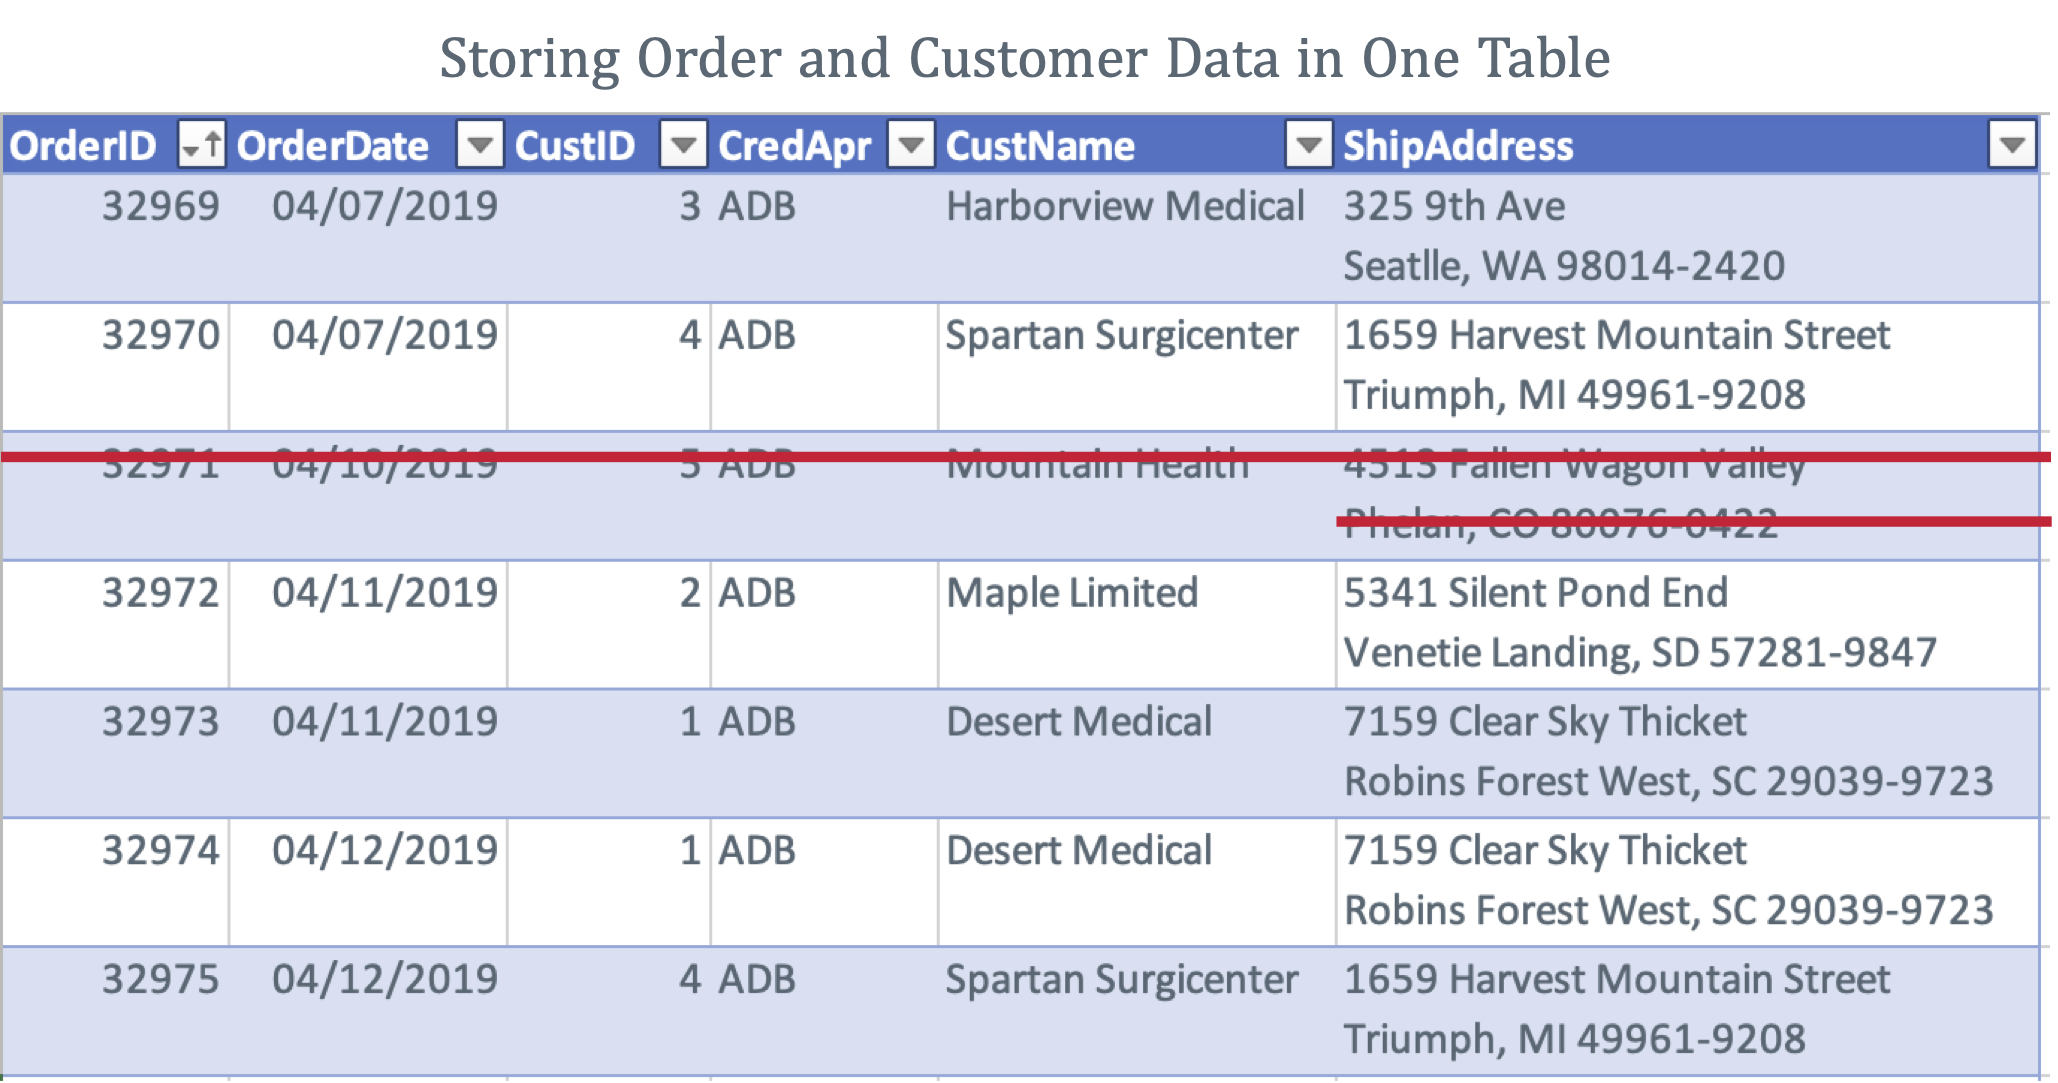 Storing Order and Customer Data in One Table
OrderID OrderDate CustID CredApr CustName ShipAddress
32969 04/07/2019 3 ADB Harborview Medical 325 9th Ave
Seatlle, WA 98014-2420
32970 04/07/2019 4 ADB Spartan Surgicenter 1659 Harvest Mountain Street
Triumph, MI 49961-9208
32971 04/10/2019 5 ADB Mountain Health 4513 Fallen Wagon Valley
Phelan, CO 80076-0422
32972 04/11/2019 2 ADB Maple Limited 5341 Silent Pond End
Venetie Landing, SD 57281-9847
32973 04/11/2019 1 ADB Desert Medical 7159 Clear Sky Thicket
Robins Forest West, SC 29039-9723
32974 04/12/2019 1 ADB Desert Medical 7159 Clear Sky Thicket
Robins Forest West, SC 29039-9723
32975 04/12/2019 4 ADB Spartan Surgicenter 1659 Harvest Mountain Street
Triumph, MI 49961-9208